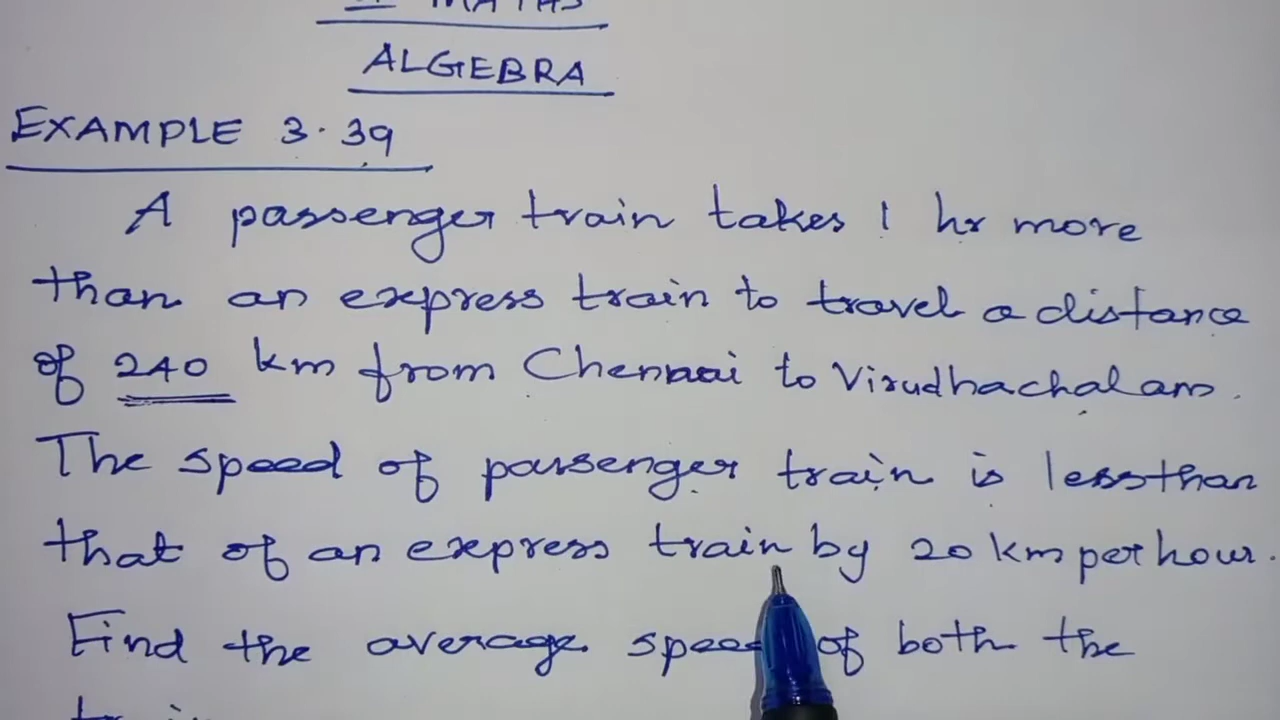 MATHS
ALGEBRA
EXAMPLE 3.39
A passenger train takes 1 hr more
than an express train to travel a distance
of 240 km from Chennai to Virudhachalam.
The speed of passenger train is lessthan
that of an express train by 20 km per hour.
Find the average speed of both the